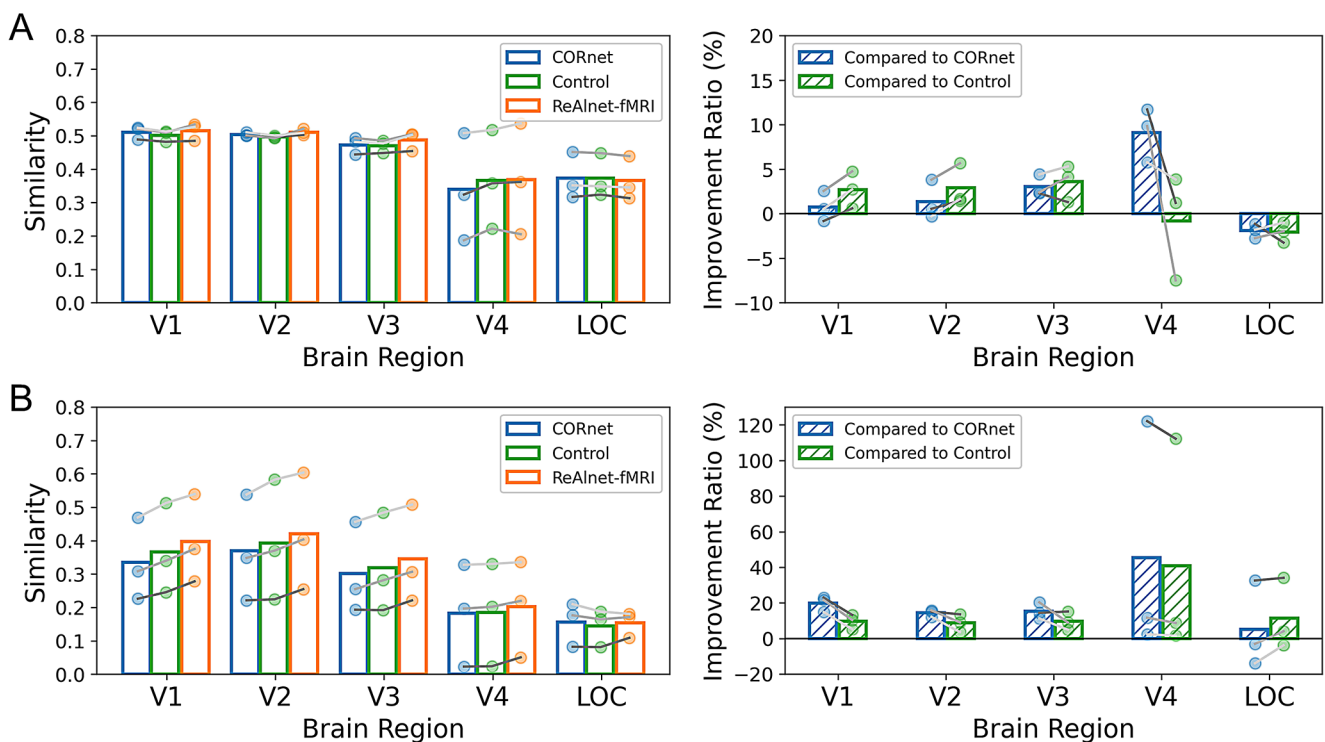 A
Similarity
0.8
0.7
0.6
0.5
0.4
0.3
0.2
0.1
0.0
CORnet
Control
ReAlnet-fMRI
V1 V2 V3 V4 LOC
Brain Region
Improvement Ratio (%)
20
15
10
5
0
−5
−10
Compared to CORnet
Compared to Control
V1 V2 V3 V4 LOC
Brain Region
B
Similarity
0.8
0.7
0.6
0.5
0.4
0.3
0.2
0.1
0.0
CORnet
Control
ReAlnet-fMRI
V1 V2 V3 V4 LOC
Brain Region
Improvement Ratio (%)
120
100
80
60
40
20
0
−20
Compared to CORnet
Compared to Control
V1 V2 V3 V4 LOC
Brain Region